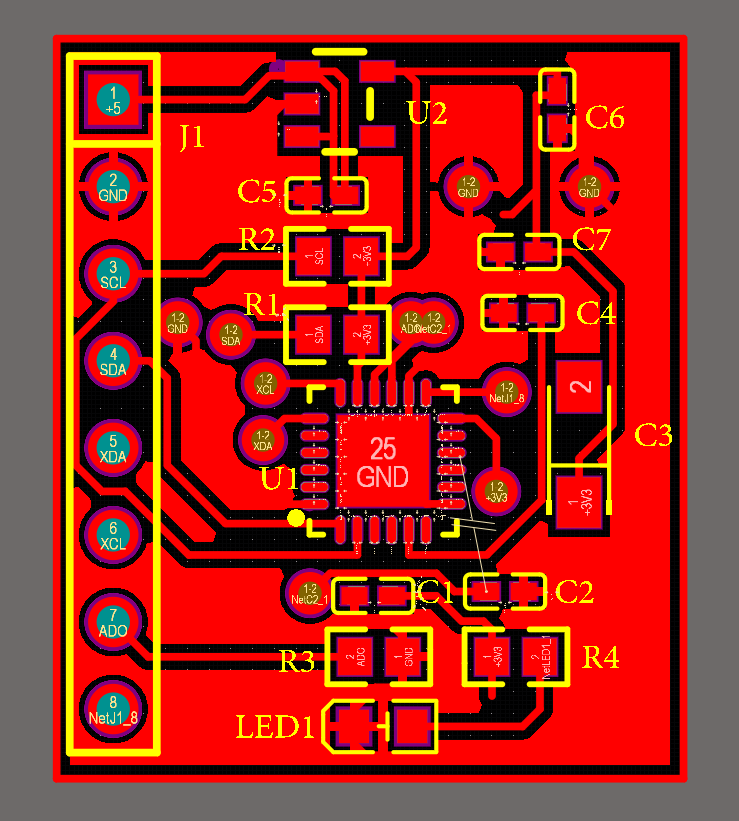 1
+5
J1
U2
C6
2
GND
C5
1-2
GND
1-2
GND
R2
1
SCL
2
+3V3
C7
3
SCL
1-2
GND
1-2
SDA
R1
1
SDA
2
+3V3
1-2
ADO
1-2
NetC2_1
C4
4
SDA
1-2
XCL
1-2
NetJ1_8
2
5
XDA
1-2
XDA
25
GND
C3
U1
1-2
+3V3
1
+3V3
6
XCL
1-2
NetC2_1
C1
C2
7
ADO
R3
2
ADO
1
GND
1
+3V3
2
NetLED1_1
R4
8
NetJ1_8
LED1